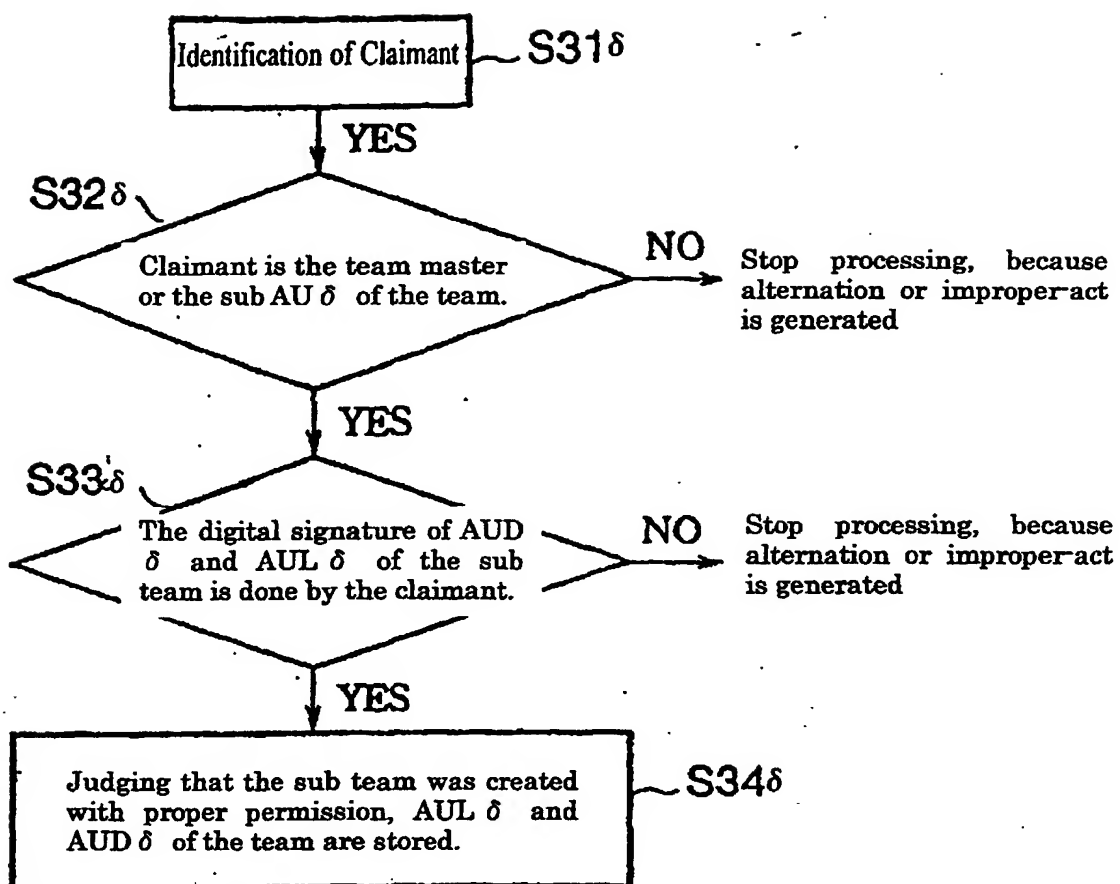 Identification of Claimant
S31δ
YES
S32δ
Claimant is the team master
or the sub AU δ of the team.
NO
Stop processing, because
alternation or improper-act
is generated
YES
S33δ
The digital signature of AUD
δ and AUL δ of the sub
team is done by the claimant.
NO
Stop processing, because
alternation or improper-act
is generated
YES
Judging that the sub team was created
with proper permission, AUL δ and
AUD δ of the team are stored.
S34δ